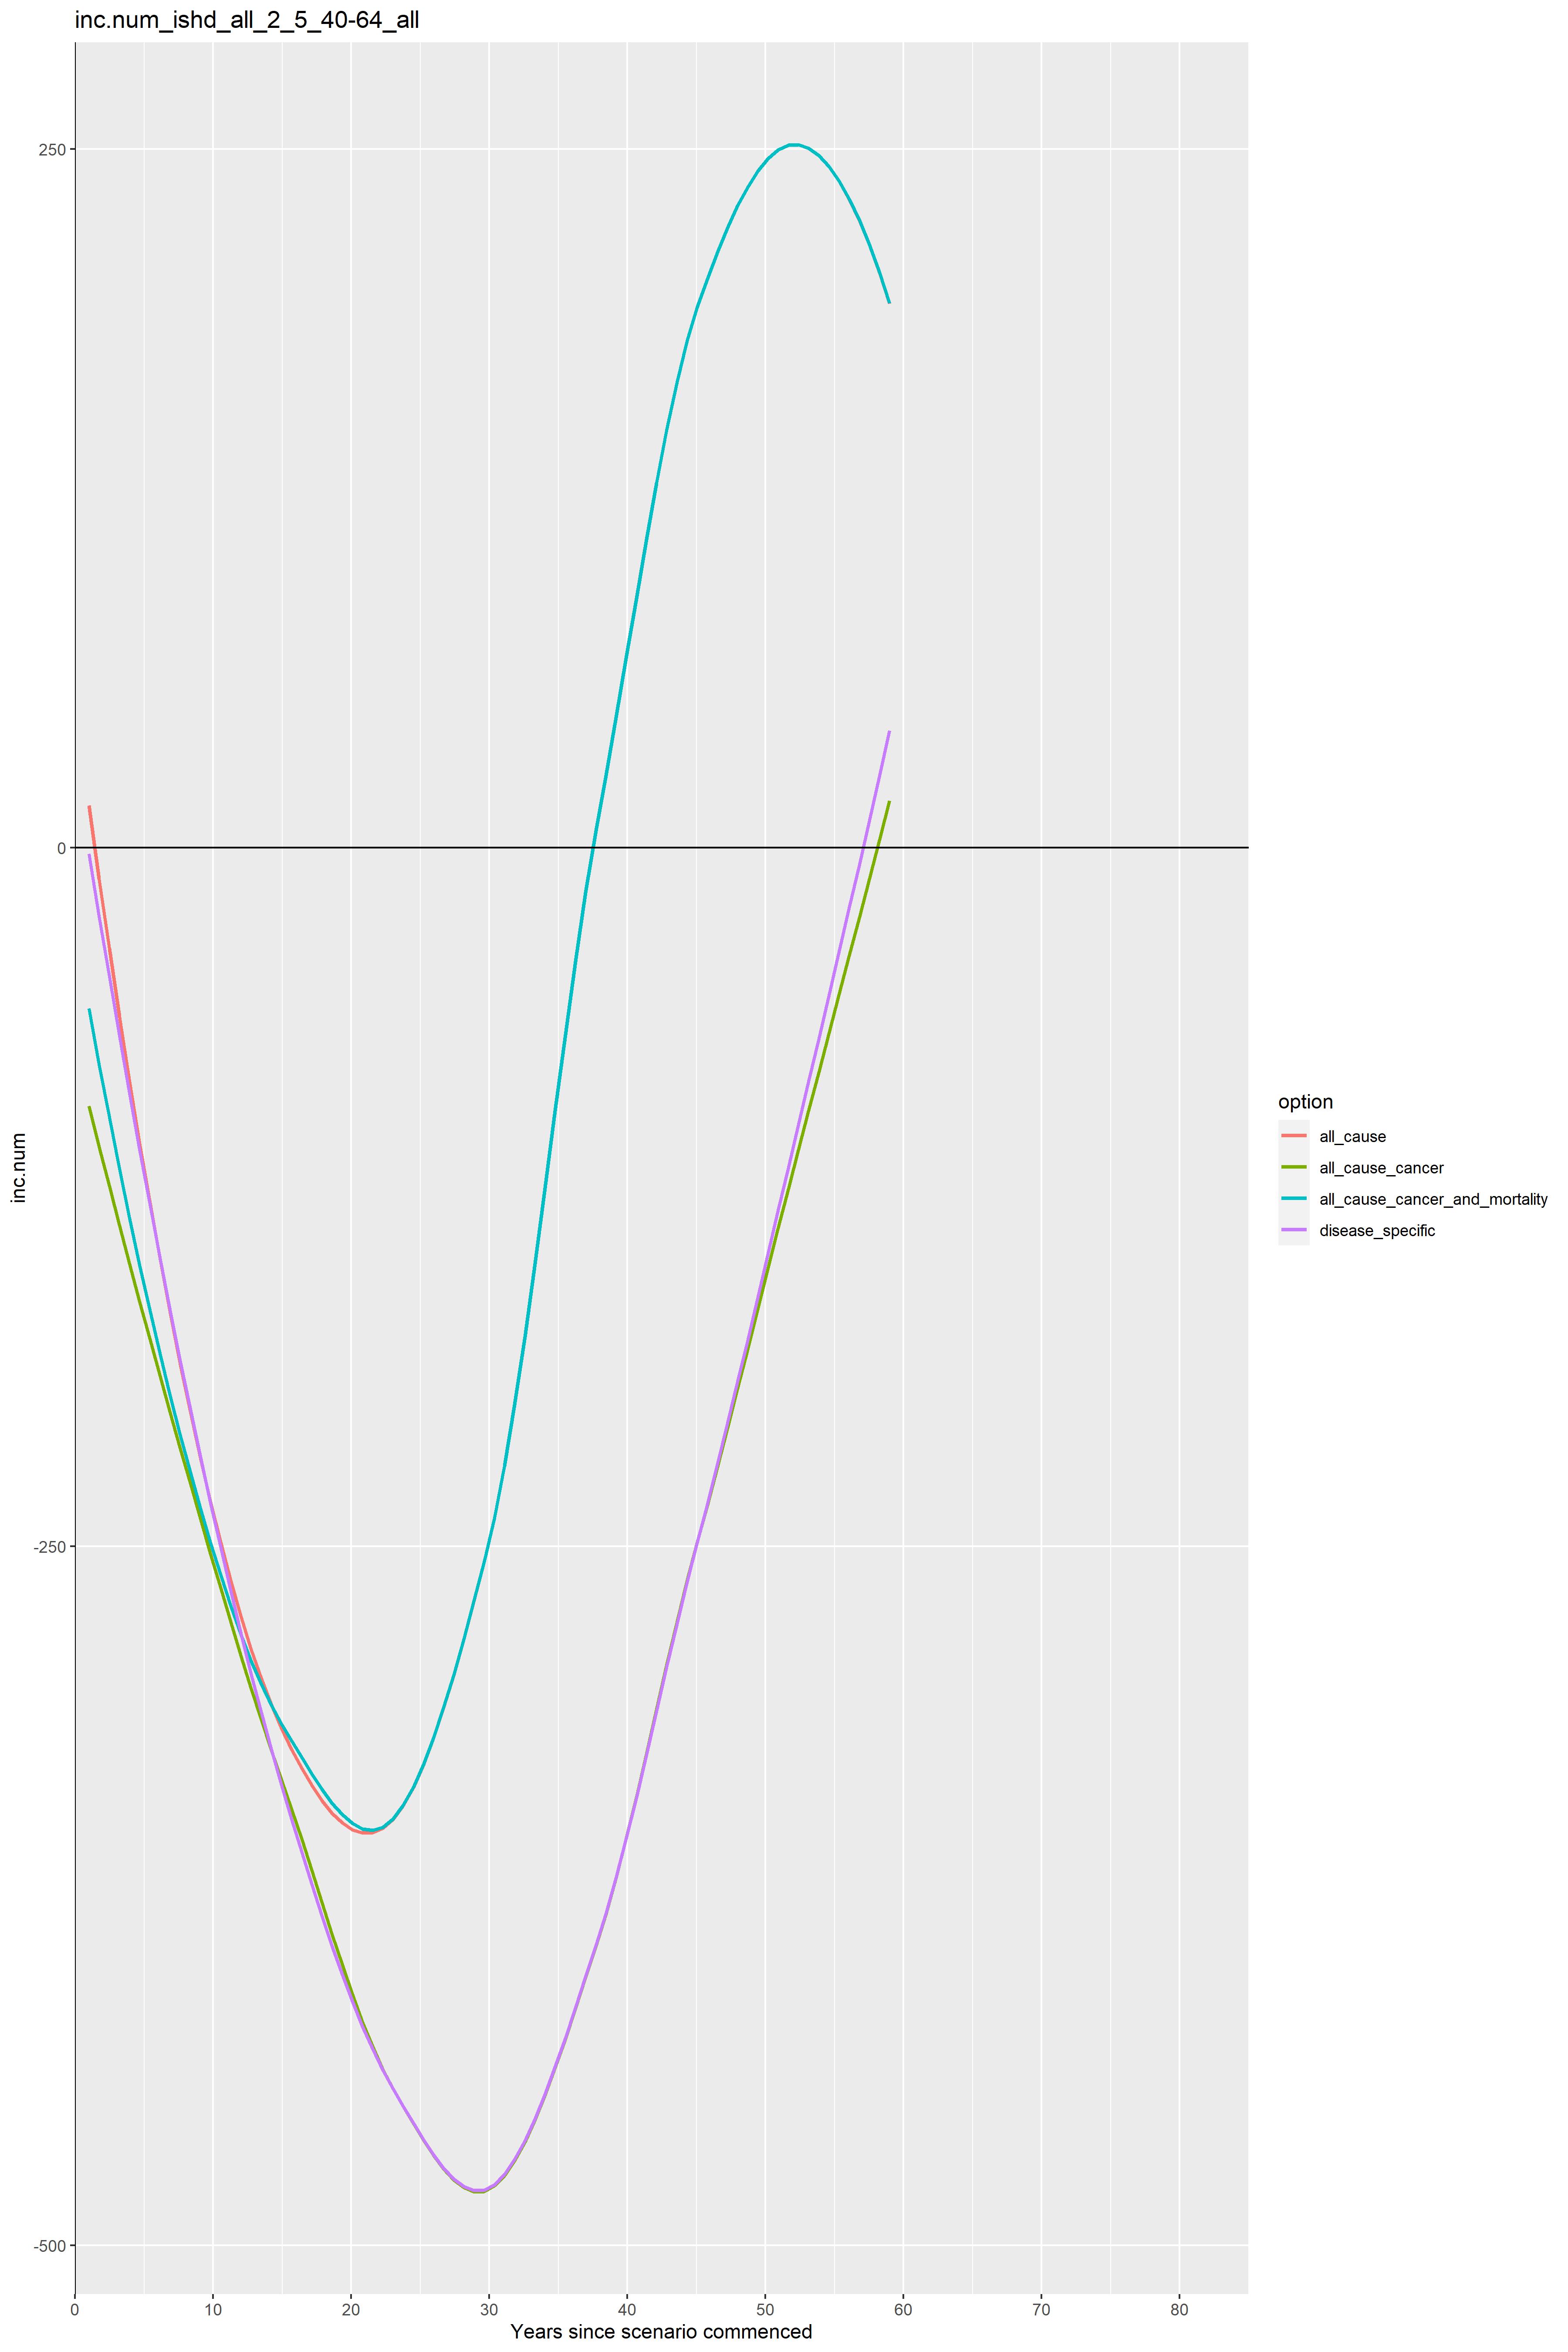 inc.num_ishd_all_2_5_40-64_all
250
0
-250
-500
inc.num
0 10 20 30 40 50 60 70 80
Years since scenario commenced
option
all_cause
all_cause_cancer
all_cause_cancer_and_mortality
disease_specific